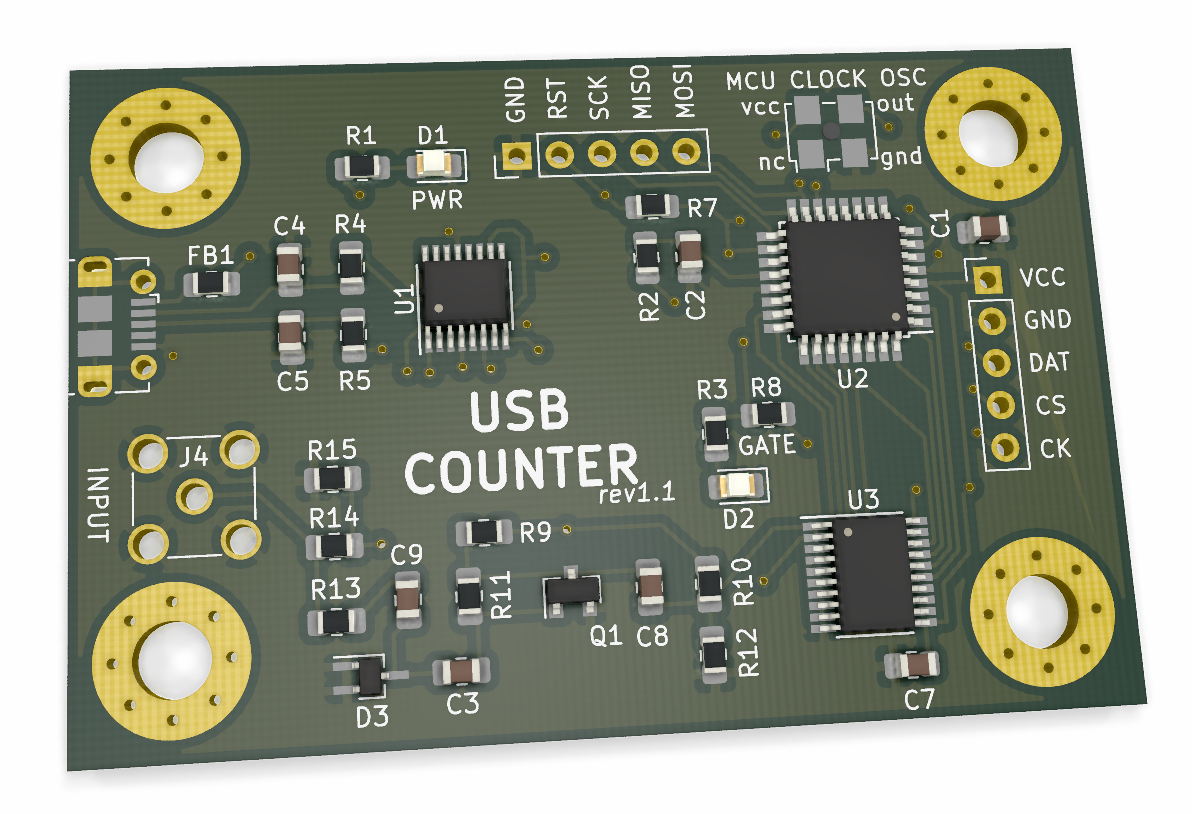 GND
RST
SCK
MISO
MOSI
MCU CLOCK OSC
vcc
out
nc
gnd
R1
D1
PWR
R7
C1
C4
R4
FB1
U1
R2
C2
VCC
GND
DAT
CS
CK
C5
R5
U2
R3
R8
GATE
USB
COUNTER
rev1.1
D2
J4
INPUT
R15
R14
R13
C9
R9
R11
Q1
C8
R10
R12
U3
D3
C3
C7